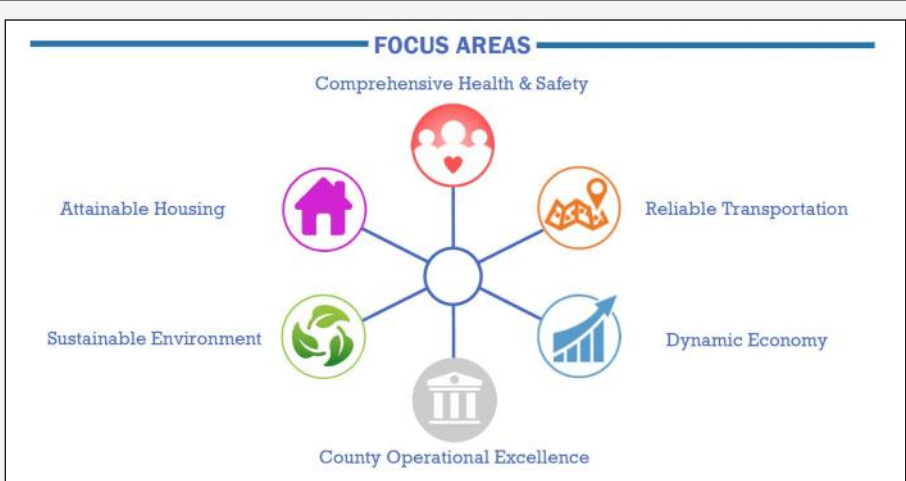 FOCUS AREAS
Comprehensive Health & Safety
Attainable Housing
Reliable Transportation
Sustainable Environment
Dynamic Economy
County Operational Excellence